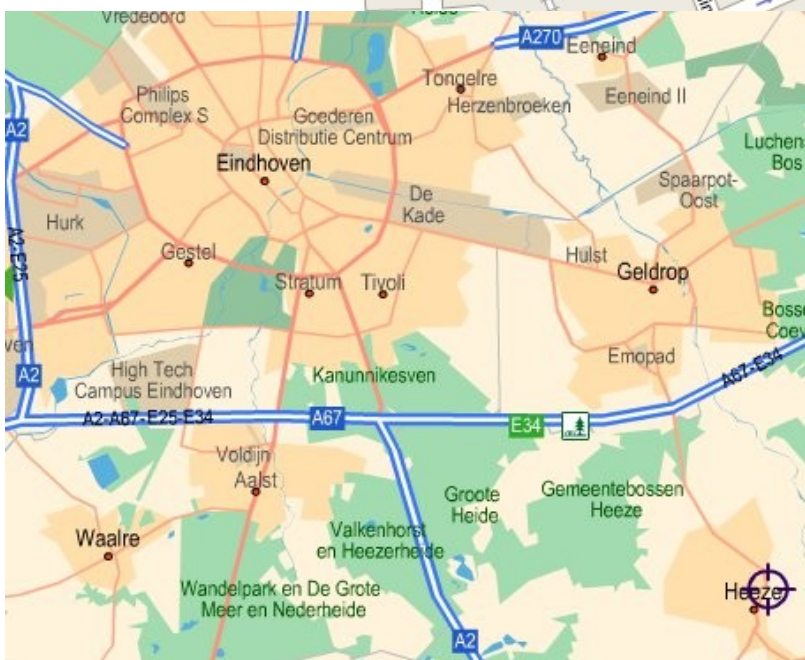 Vredeoord
A270
Eeneind
Tongelre
Philips
Complex S
Herzenbroeken
Eeneind II
Goederen
Distributie Centrum
A2
Luchens
Bos
Eindhoven
Spaarpot-
Oost
De
Kade
Hurk
A2-E25
Gestel
Hulst
Geldrop
Stratum
Tivoli
Bosse
Coev
ven
Emopad
A2
High Tech
Campus Eindhoven
Kanunnikesven
A67-E34
A2-A67-E25-E34
A67
E34
Voldijn
Aalst
Groote
Heide
Gemeentebossen
Heeze
Waalre
Valkenhorst
en Heezerheide
Wandelpark en De Grote
Meer en Nederheide
Heeze
A2